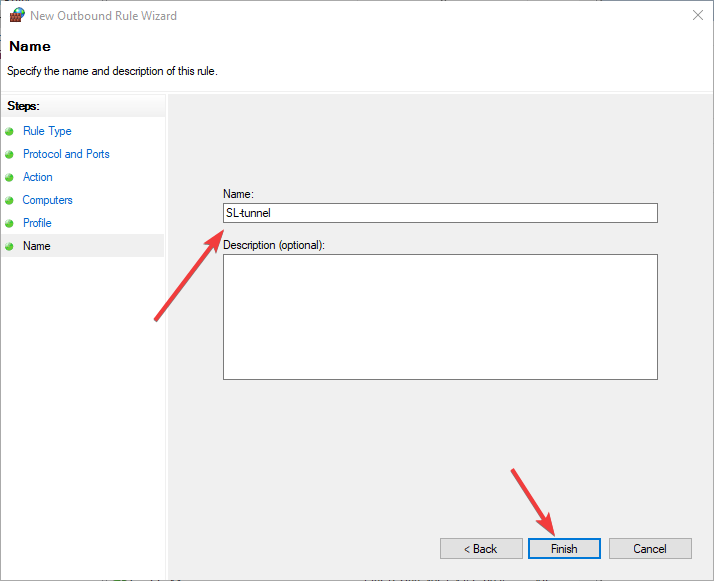 New Outbound Rule Wizard
Name
Specify the name and description of this rule.
Steps:
Rule Type
Protocol and Ports
Action
Computers
Profile
Name
Name:
SL-tunnel
Description (optional):
< Back
Finish
Cancel